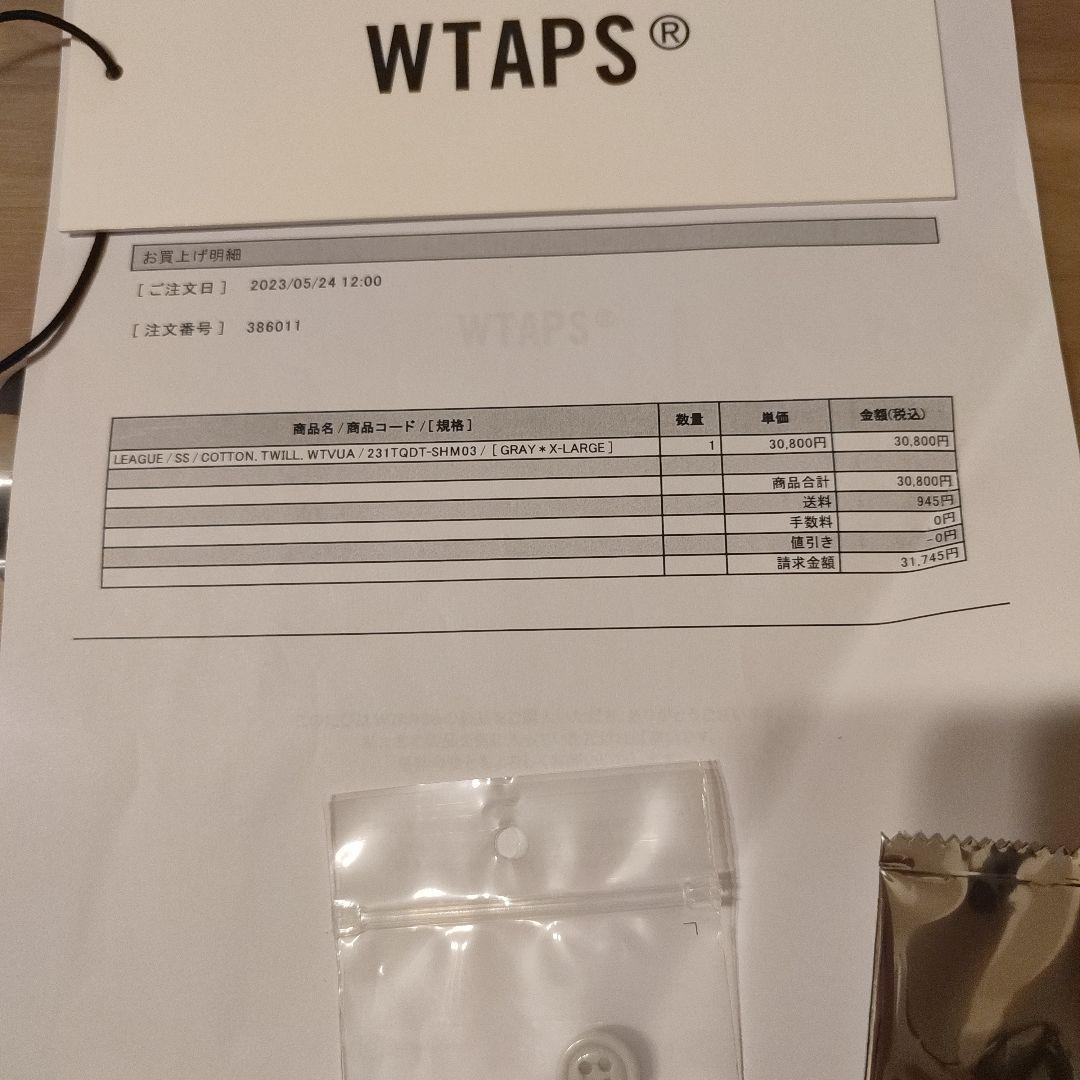 WTAPS®
お買上げ明細
[ご注文日] 2023/05/24 12:00
[注文番号] 386011
WTAPS®
商品名/商品コード/[規格] 数量 単価 金額(税込)
LEAGUE/SS/COTTON. TWILL. WTVUA/231TQDT-SHM03/[GRAY*X-LARGE] 1 30,800円 30,800円
商品合計 30,800円
送料 945円
手数料 0円
値引き -0円
請求金額 31,745円